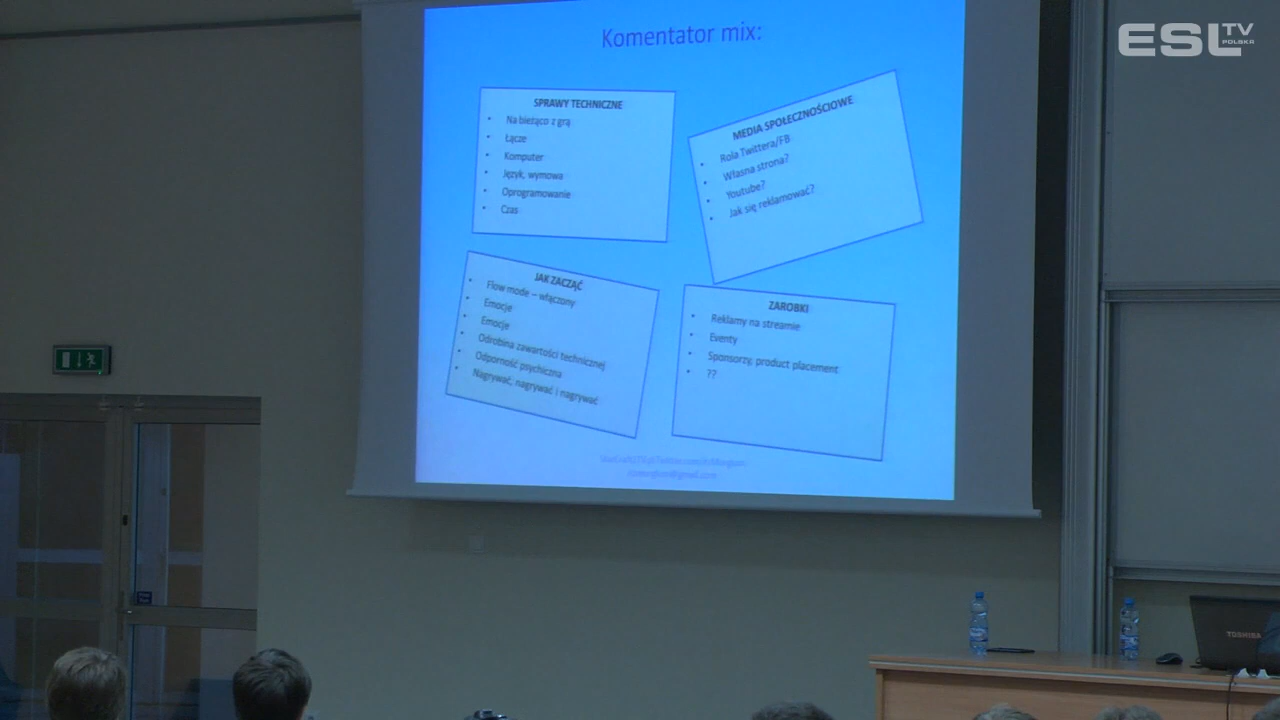 ESL TV
POLSKA
Komentator mix:
SPRAWY TECHNICZNE
• Na bieżąco z grą
• Łącze
• Komputer
• Język, wymowa
• Oprogramowanie
• Czas
MEDIA SPOŁECZNOŚCIOWE
• Rola Twittera/FB
• Własna strona?
• Youtube?
• Jak się reklamować?
JAK ZACZĄĆ
• Flow mode – włączony
• Emocje
• Emocje
• Odrobina zawartości technicznej
• Odporność psychiczna
• Nagrywać, nagrywać i nagrywać
ZAROBKI
• Reklamy na streamie
• Eventy
• Sponsorzy, product placement
• ??
TOSHIBA